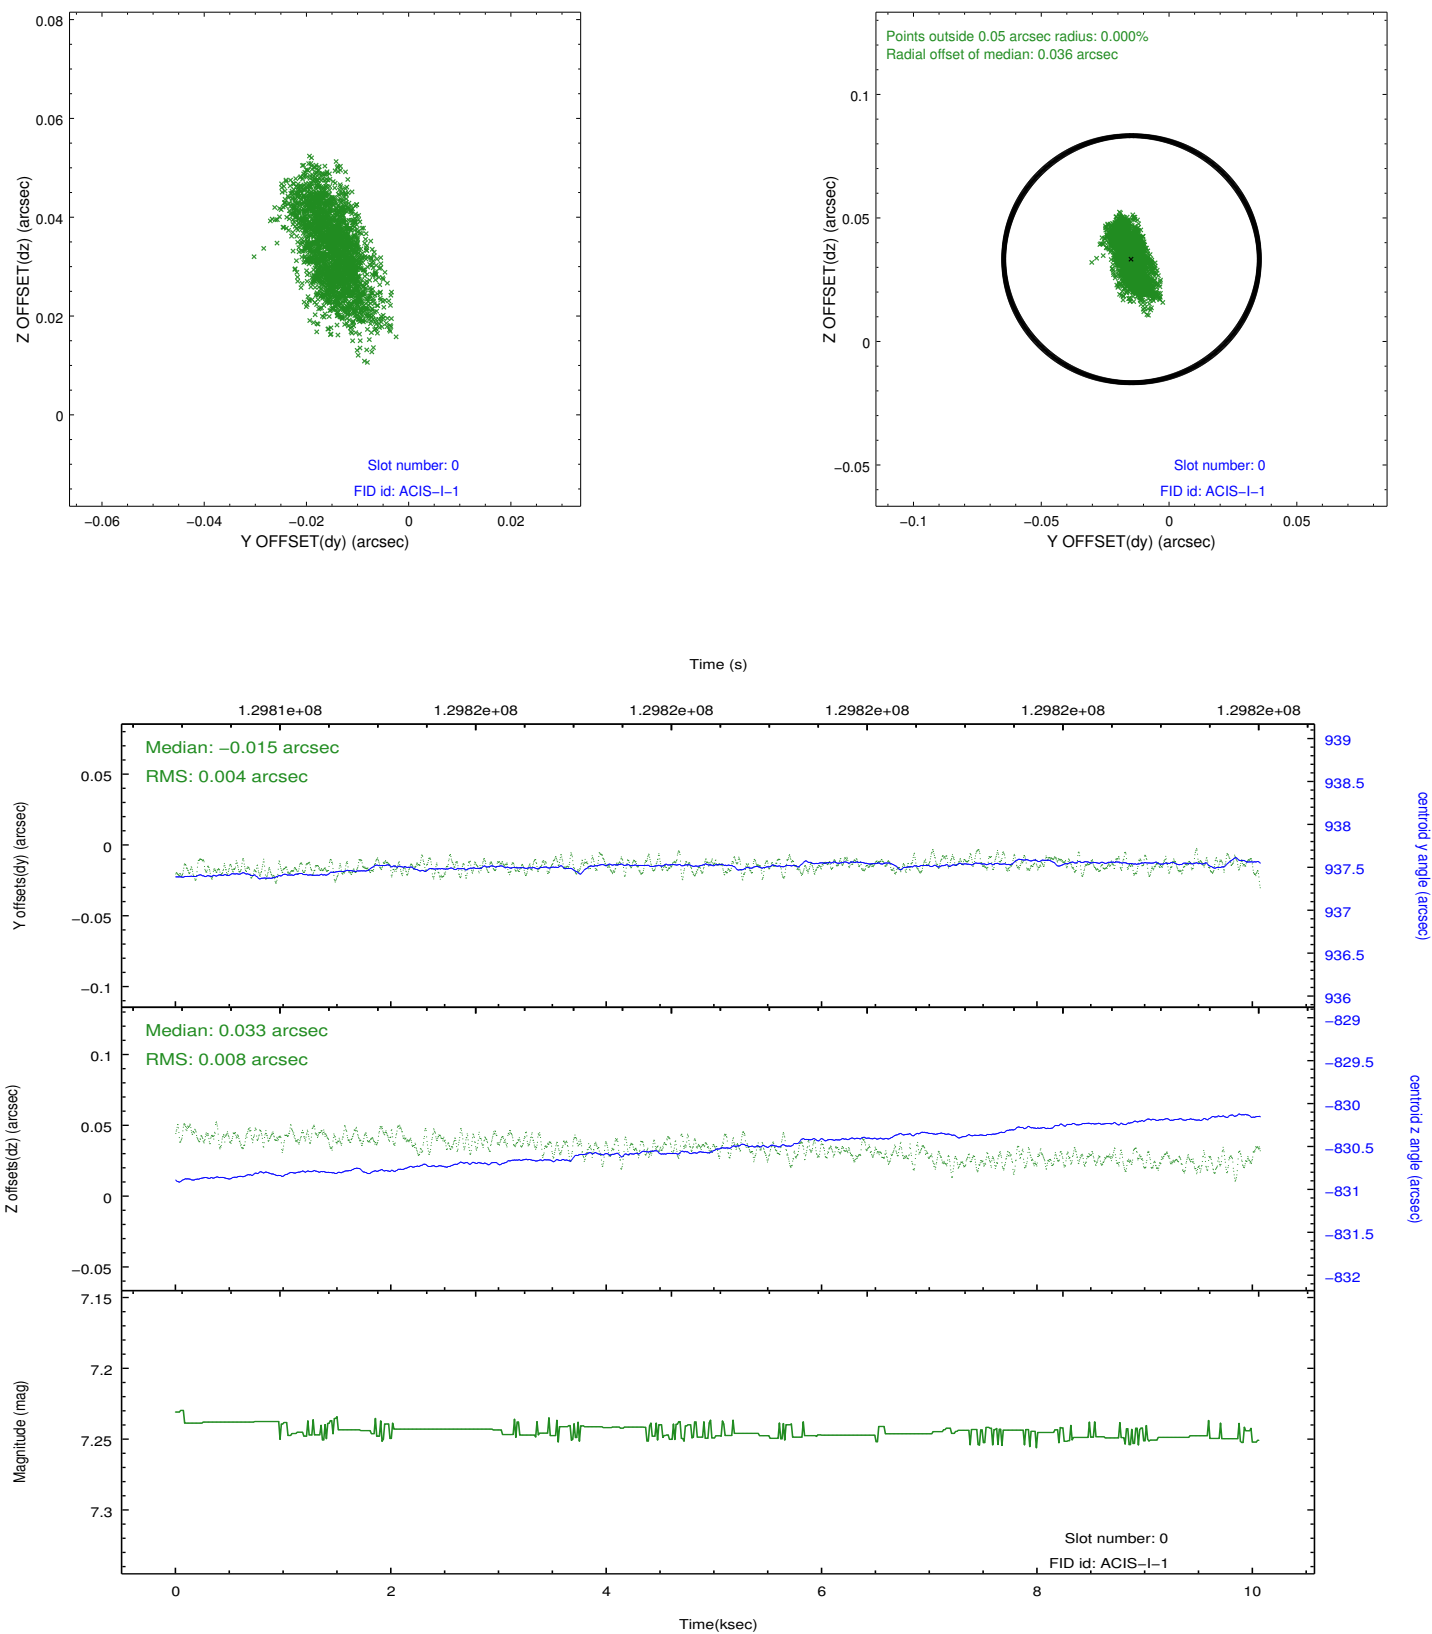 0.08
0.06
0.04
0.02
0
−0.06
−0.04
−0.02
0
0.02
Z OFFSET(dz) (arcsec)
Y OFFSET(dy) (arcsec)
Slot number: 0
FID id: ACIS−I−1
Points outside 0.05 arcsec radius: 0.000%
Radial offset of median: 0.036 arcsec
0.1
0.05
0
−0.05
−0.1
−0.05
0
0.05
Z OFFSET(dz) (arcsec)
Y OFFSET(dy) (arcsec)
Slot number: 0
FID id: ACIS−I−1
Time (s)
1.2981e+08
1.2982e+08
1.2982e+08
1.2982e+08
1.2982e+08
1.2982e+08
Median: −0.015 arcsec
RMS: 0.004 arcsec
0.05
0
−0.05
−0.1
Y offsets(dy) (arcsec)
939
938.5
938
937.5
937
936.5
936
centroid y angle (arcsec)
Median: 0.033 arcsec
RMS: 0.008 arcsec
0.1
0.05
0
−0.05
Z offsets(dz) (arcsec)
−829
−829.5
−830
−830.5
−831
−831.5
−832
centroid z angle (arcsec)
7.15
7.2
7.25
7.3
Magnitude (mag)
Slot number: 0
FID id: ACIS−I−1
0
2
4
6
8
10
Time(ksec)